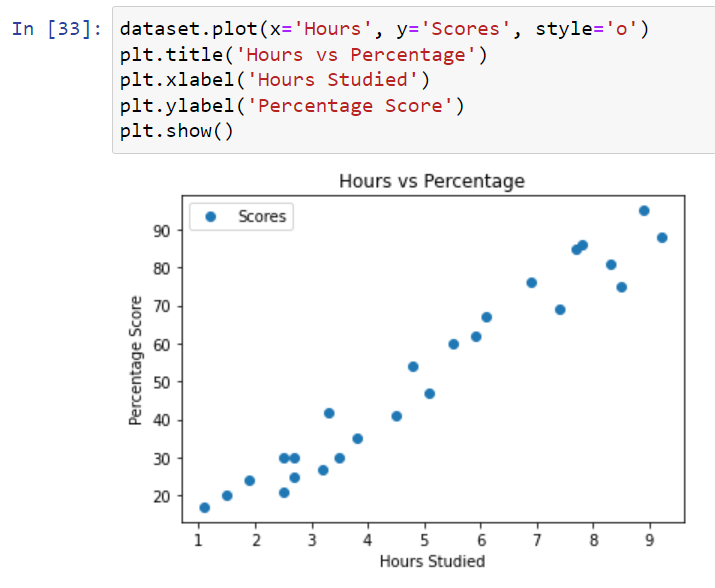 In [33]: dataset.plot(x='Hours', y='Scores', style='o')
plt.title('Hours vs Percentage')
plt.xlabel('Hours Studied')
plt.ylabel('Percentage Score')
plt.show()
Hours vs Percentage
Scores
90
80
70
60
50
40
30
20
Percentage Score
1 2 3 4 5 6 7 8 9
Hours Studied